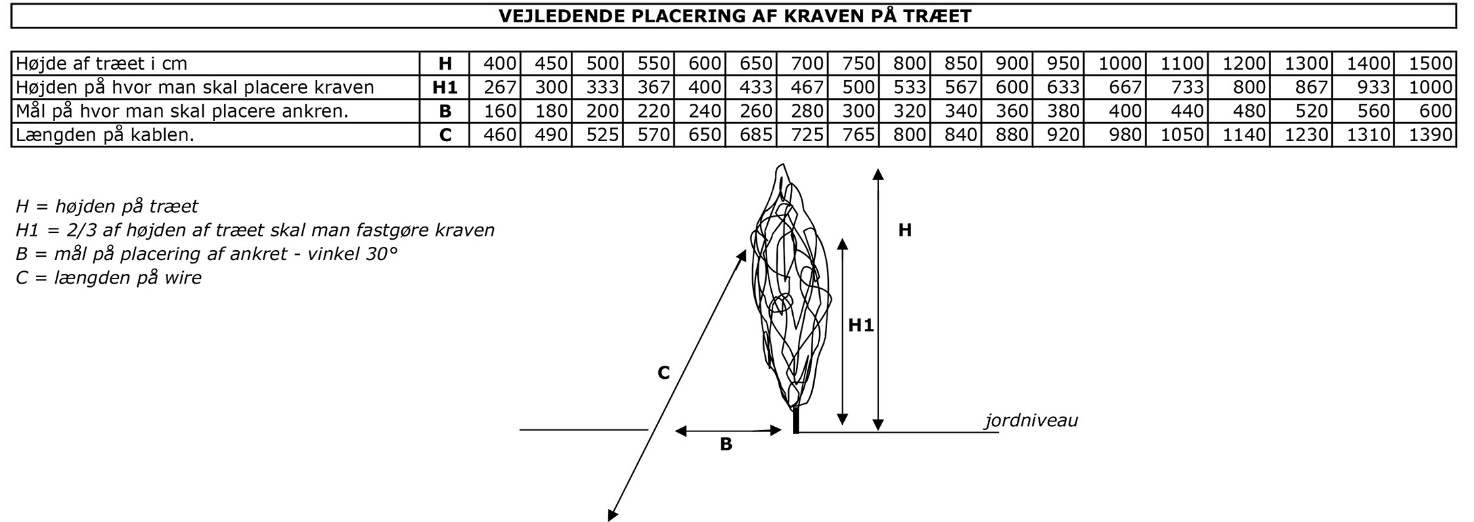 VEJLEDENDE PLACERING AF KRAVEN PÅ TRÆET
Højde af træet i cm H 400 450 500 550 600 650 700 750 800 850 900 950 1000 1100 1200 1300 1400 1500
Højden på hvor man skal placere kraven H1 267 300 333 367 400 433 467 500 533 567 600 633 667 733 800 867 933 1000
Mål på hvor man skal placere ankren. B 160 180 200 220 240 260 280 300 320 340 360 380 400 440 480 520 560 600
Længden på kablen. C 460 490 525 570 650 685 725 765 800 840 880 920 980 1050 1140 1230 1310 1390
H = højden på træet
H1 = 2/3 af højden af træet skal man fastgøre kraven
B = mål på placering af ankret - vinkel 30°
C = længden på wire
H
H1
C
B
jordniveau